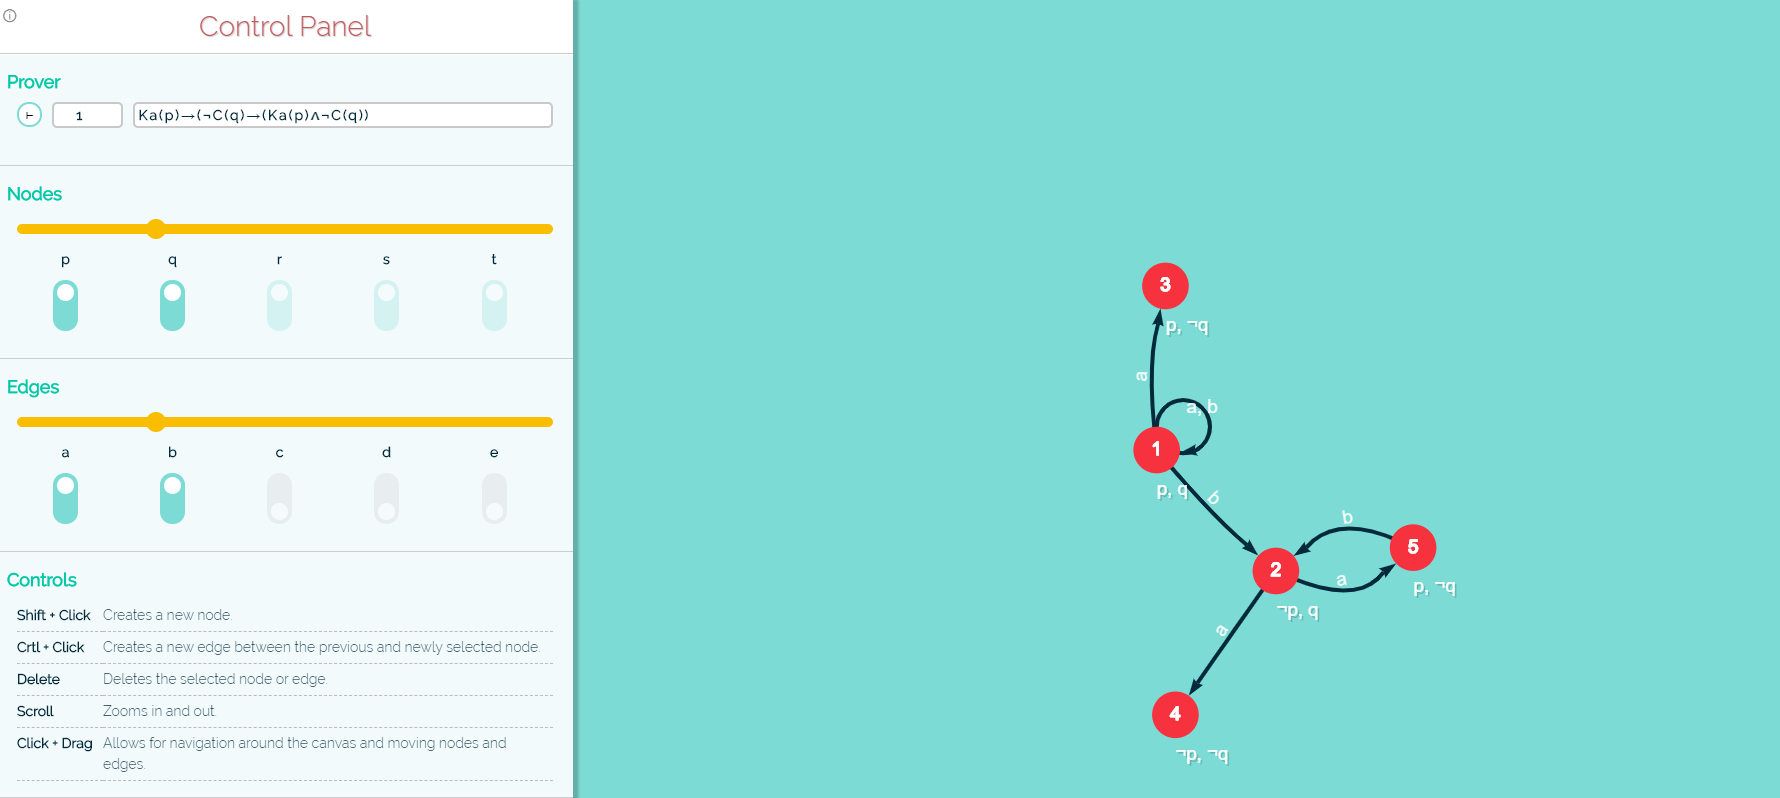 ⓘ
Control Panel
Prover
⊢ 1 Ka(p)→(¬C(q)→(Ka(p)∧¬C(q))
Nodes
p q r s t
Edges
a b c d e
Controls
Shift + Click Creates a new node.
Crtl + Click Creates a new edge between the previous and newly selected node.
Delete Deletes the selected node or edge.
Scroll Zooms in and out.
Click + Drag Allows for navigation around the canvas and moving nodes and
edges.
3
p, ¬q
a
a, b
1
p, q
b
b
5
2
a
p, ¬q
¬p, q
a
4
¬p, ¬q